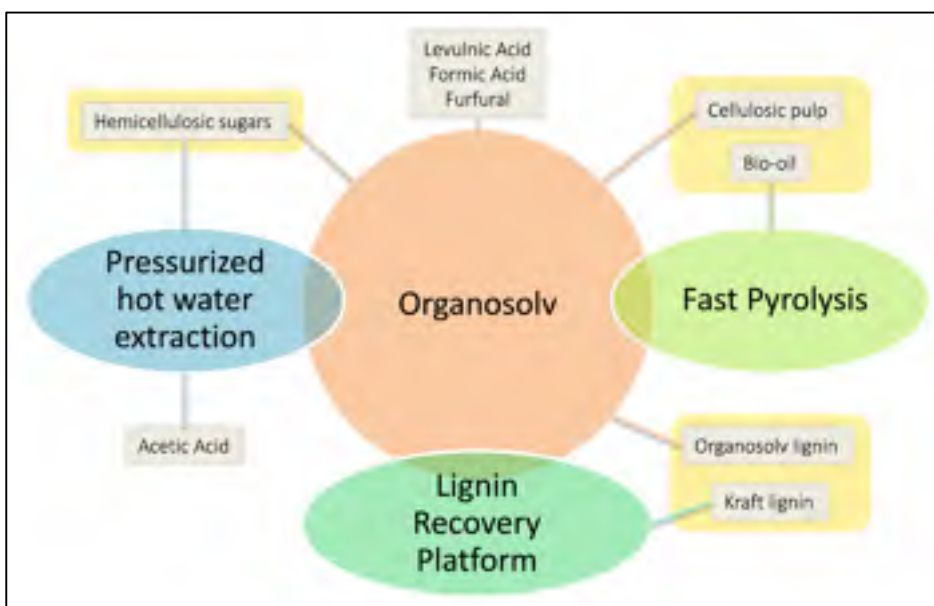 Levulnic Acid
Formic Acid
Furfural
Hemicellulosic sugars
Cellulosic pulp
Bio-oil
Pressurized
hot water
extraction
Organosolv
Fast Pyrolysis
Acetic Acid
Organosolv lignin
Kraft lignin
Lignin
Recovery
Platform